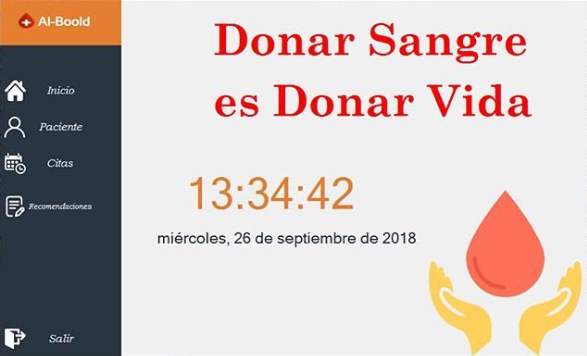 Al-Boold
Inicio
Paciente
Citas
Recomendaciones
Salir
Donar Sangre
es Donar Vida
13:34:42
miércoles, 26 de septiembre de 2018